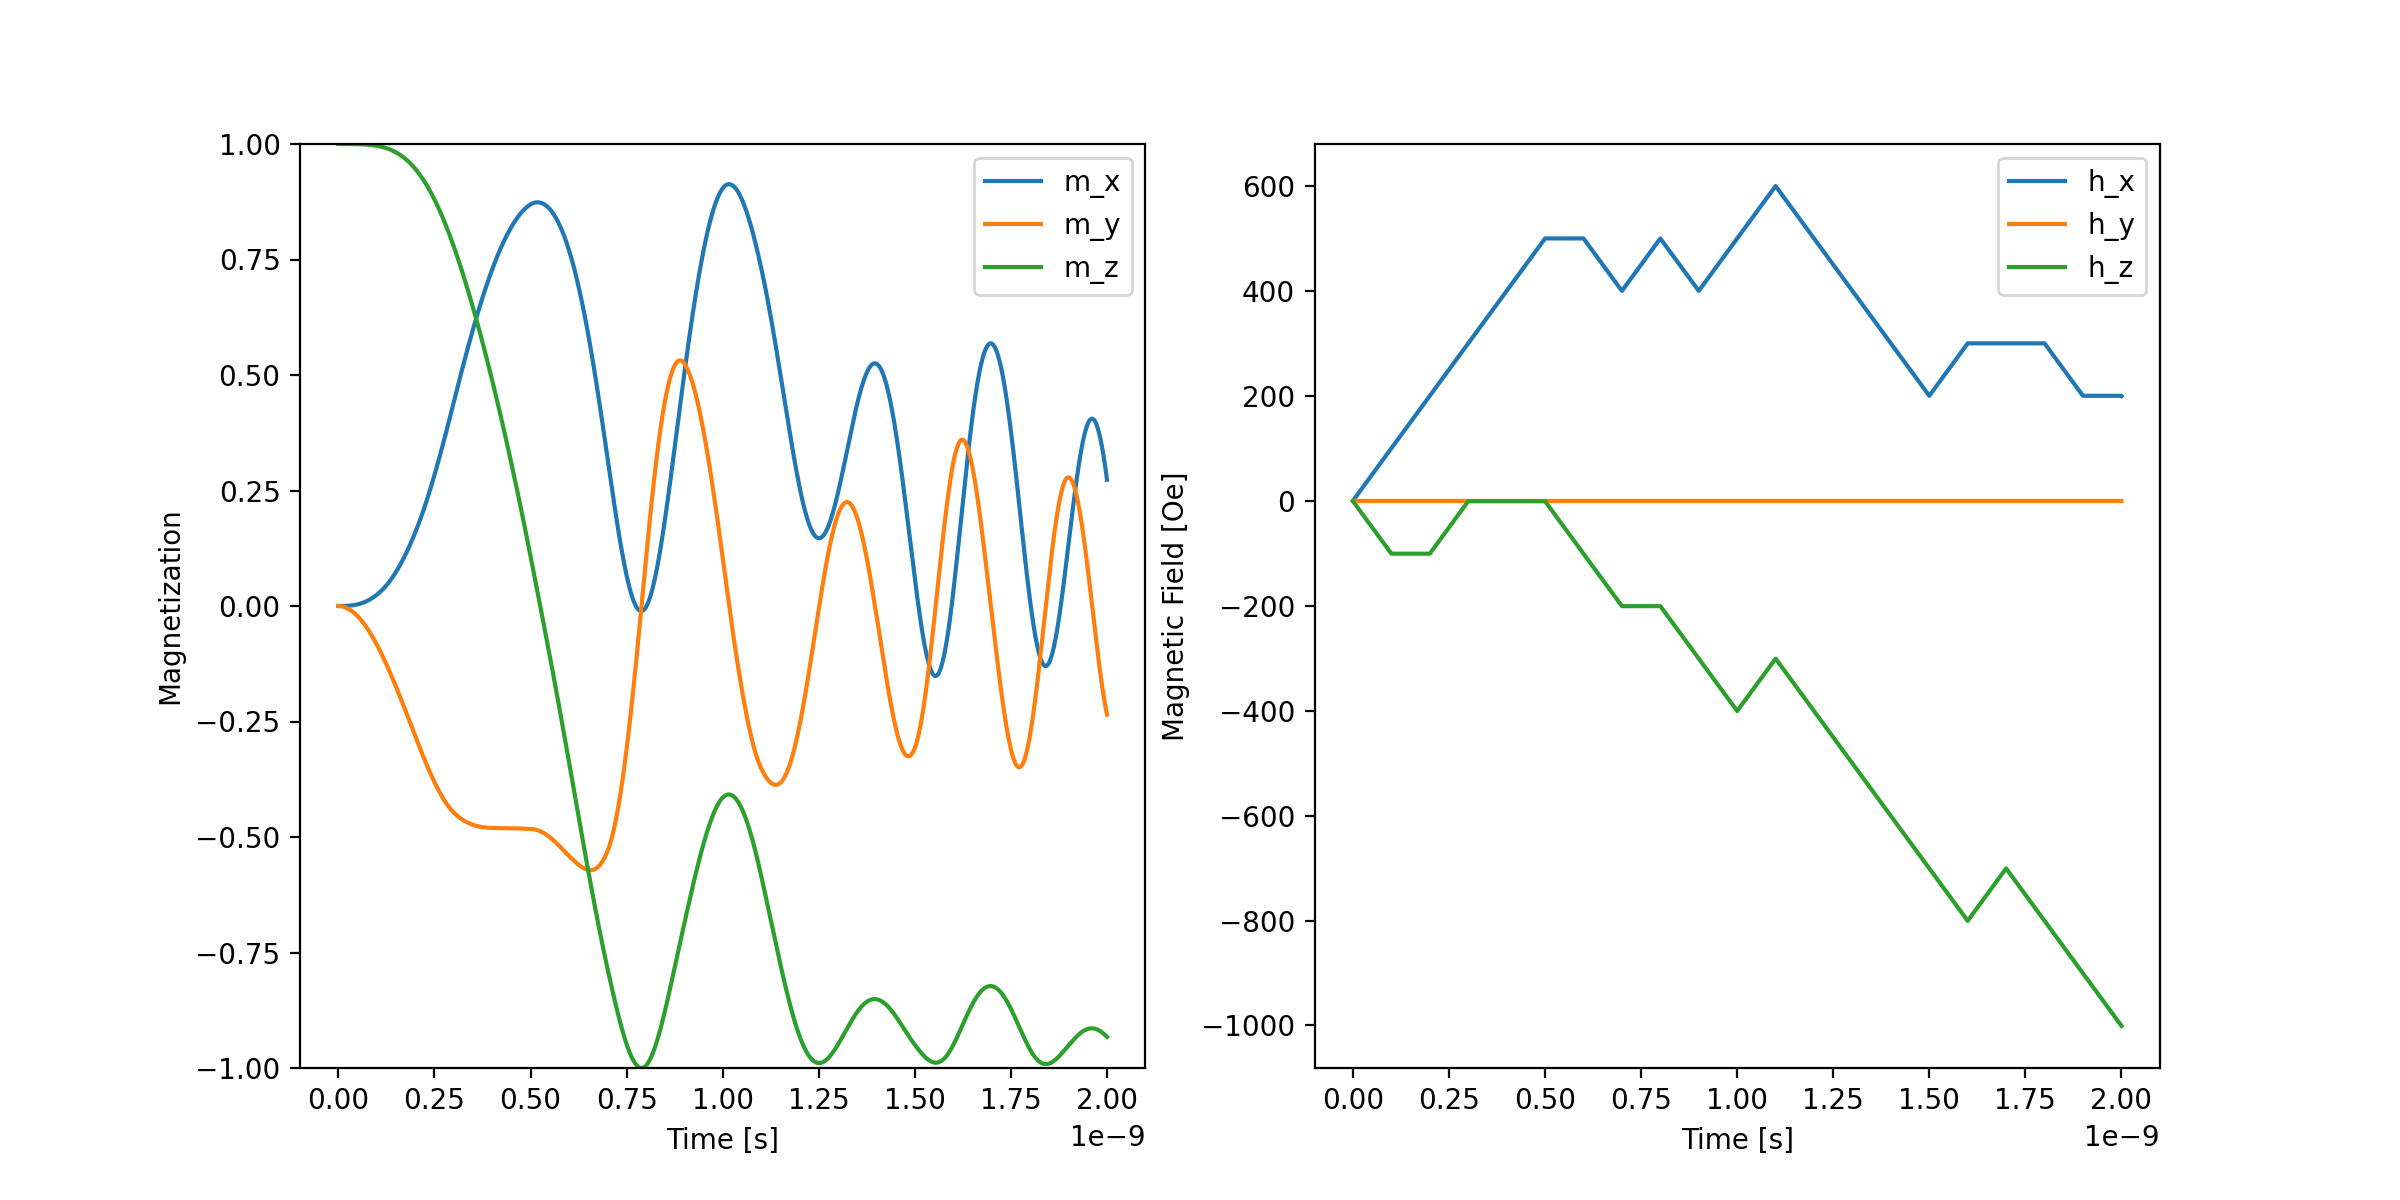 1.00
0.75
0.50
0.25
0.00
−0.25
−0.50
−0.75
−1.00
Magnetization
m_x
m_y
m_z
0.00 0.25 0.50 0.75 1.00 1.25 1.50 1.75 2.00
Time [s]
1e−9
600
400
200
0
−200
−400
−600
−800
−1000
Magnetic Field [Oe]
h_x
h_y
h_z
0.00 0.25 0.50 0.75 1.00 1.25 1.50 1.75 2.00
Time [s]
1e−9